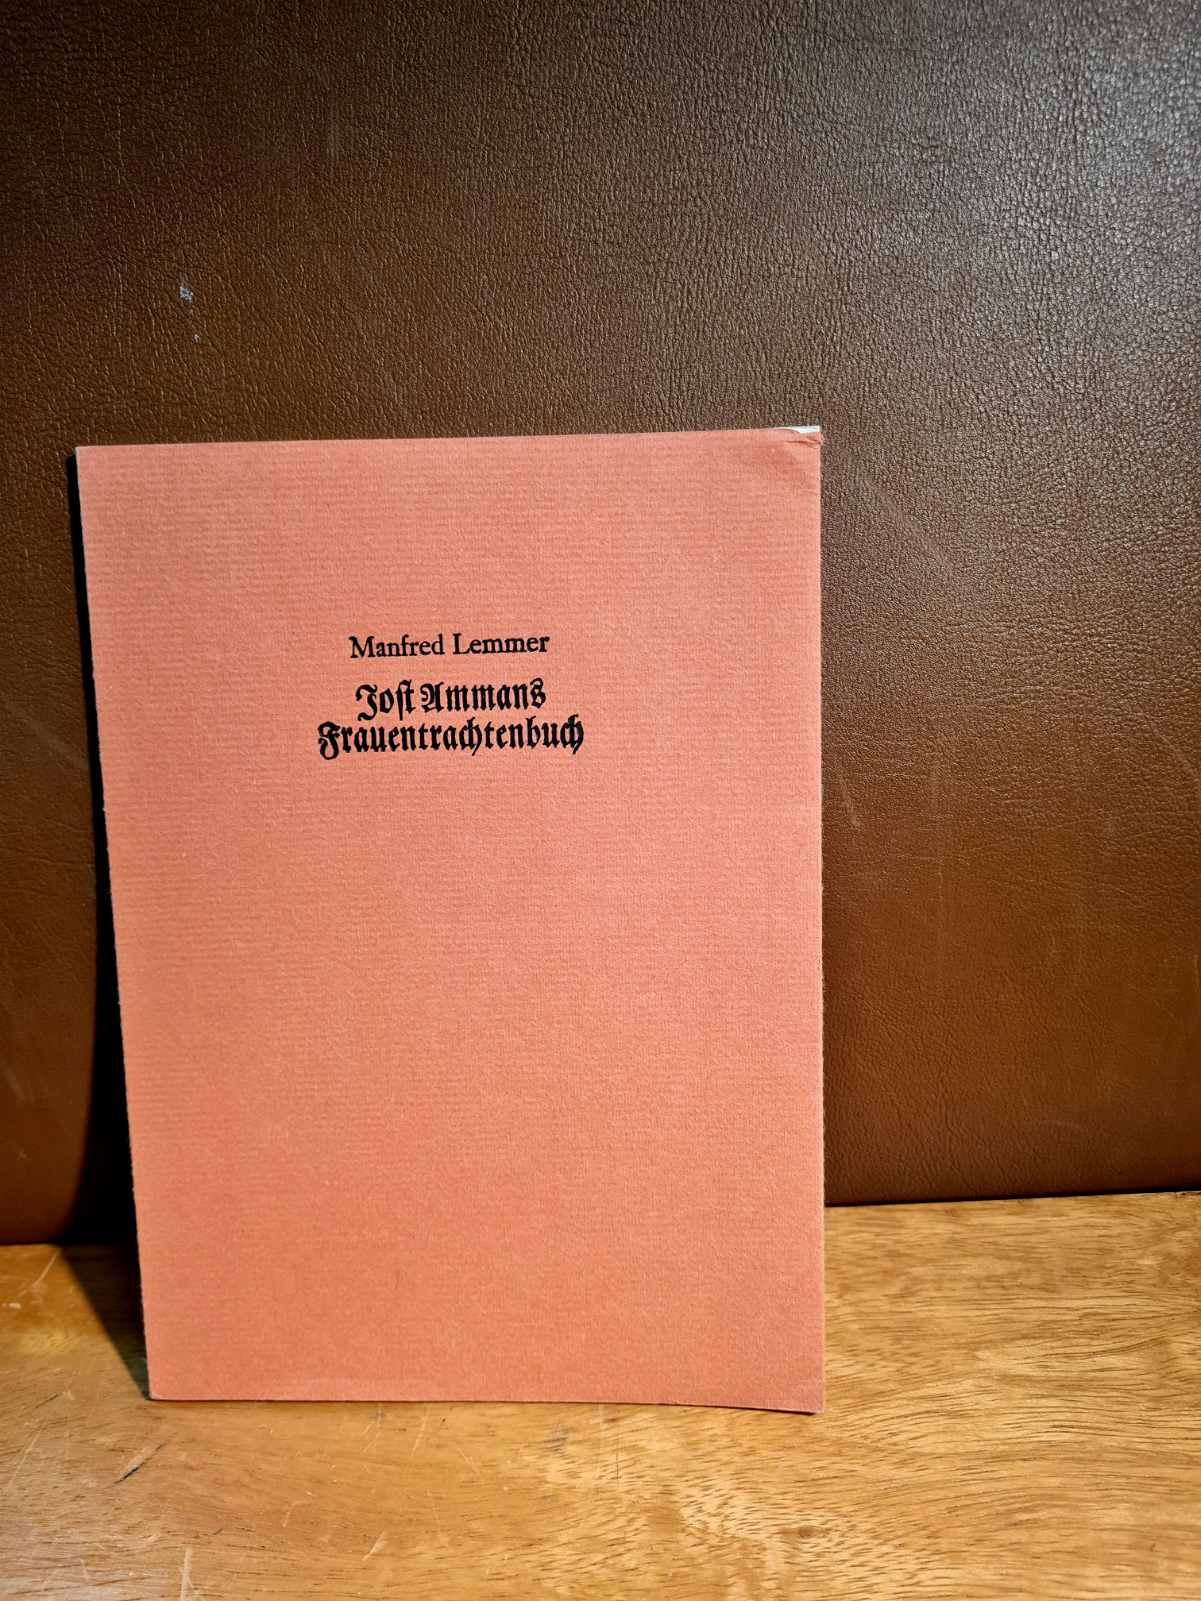 Manfred Lemmer
Joſt Ammans
Frauentrachtenbuch